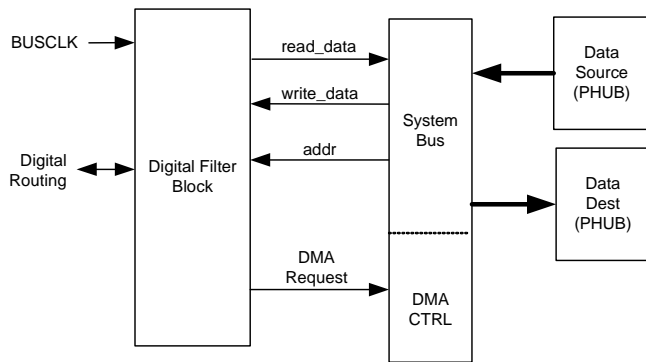 BUSCLK
Digital
Routing
Digital Filter
Block
read_data
write_data
addr
DMA
Request
System
Bus
DMA
CTRL
Data
Source
(PHUB)
Data
Dest
(PHUB)